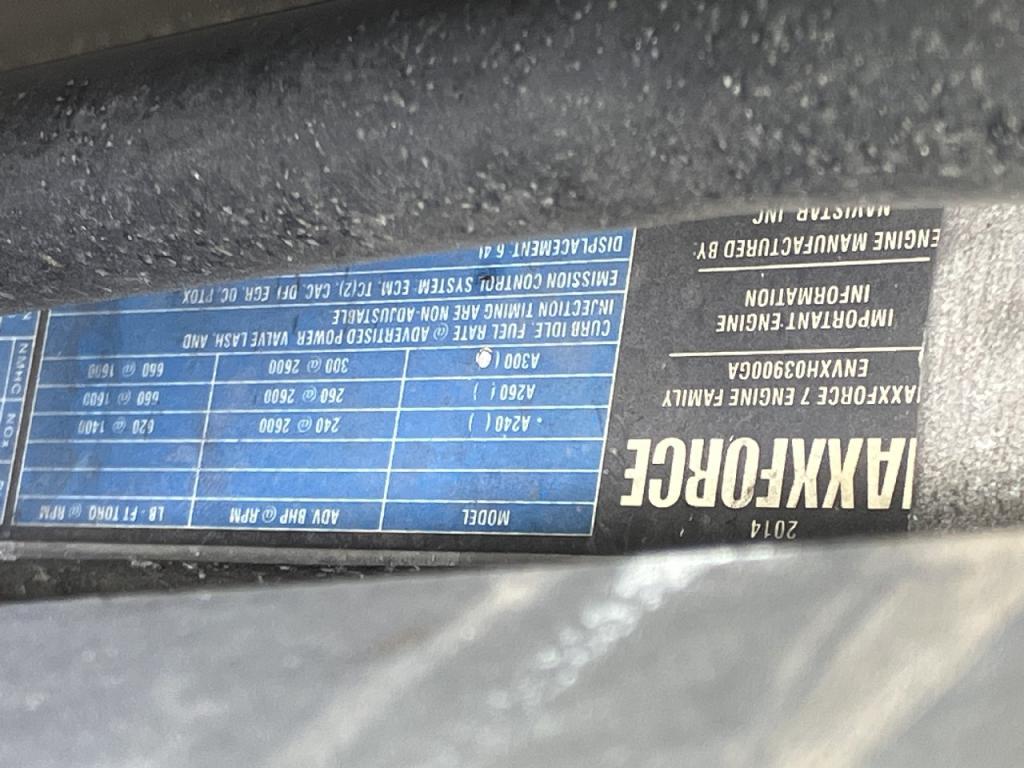 2014
AXXFORCE
AXXFORCE 7 ENGINE FAMILY
ENVXH03900GA
IMPORTANT ENGINE
INFORMATION
ENGINE MANUFACTURED BY:
NAVISTAR, INC
MODEL ADV. BHP @ RPM LB - FT TORQ @ RPM
• A240 ( ) 240 @ 2600 620 @ 1400
A260 ( ) 260 @ 2600 660 @ 1600
A300 ( ) 300 @ 2600 660 @ 1600
CURB IDLE, FUEL RATE @ ADVERTISED POWER, VALVE LASH, AND
INJECTION TIMING ARE NON-ADJUSTABLE
EMISSION CONTROL SYSTEM: ECM, TC(2), CAC, DFI, EGR, OC, PTOX
DISPLACEMENT 6.4L
NMHC NOx